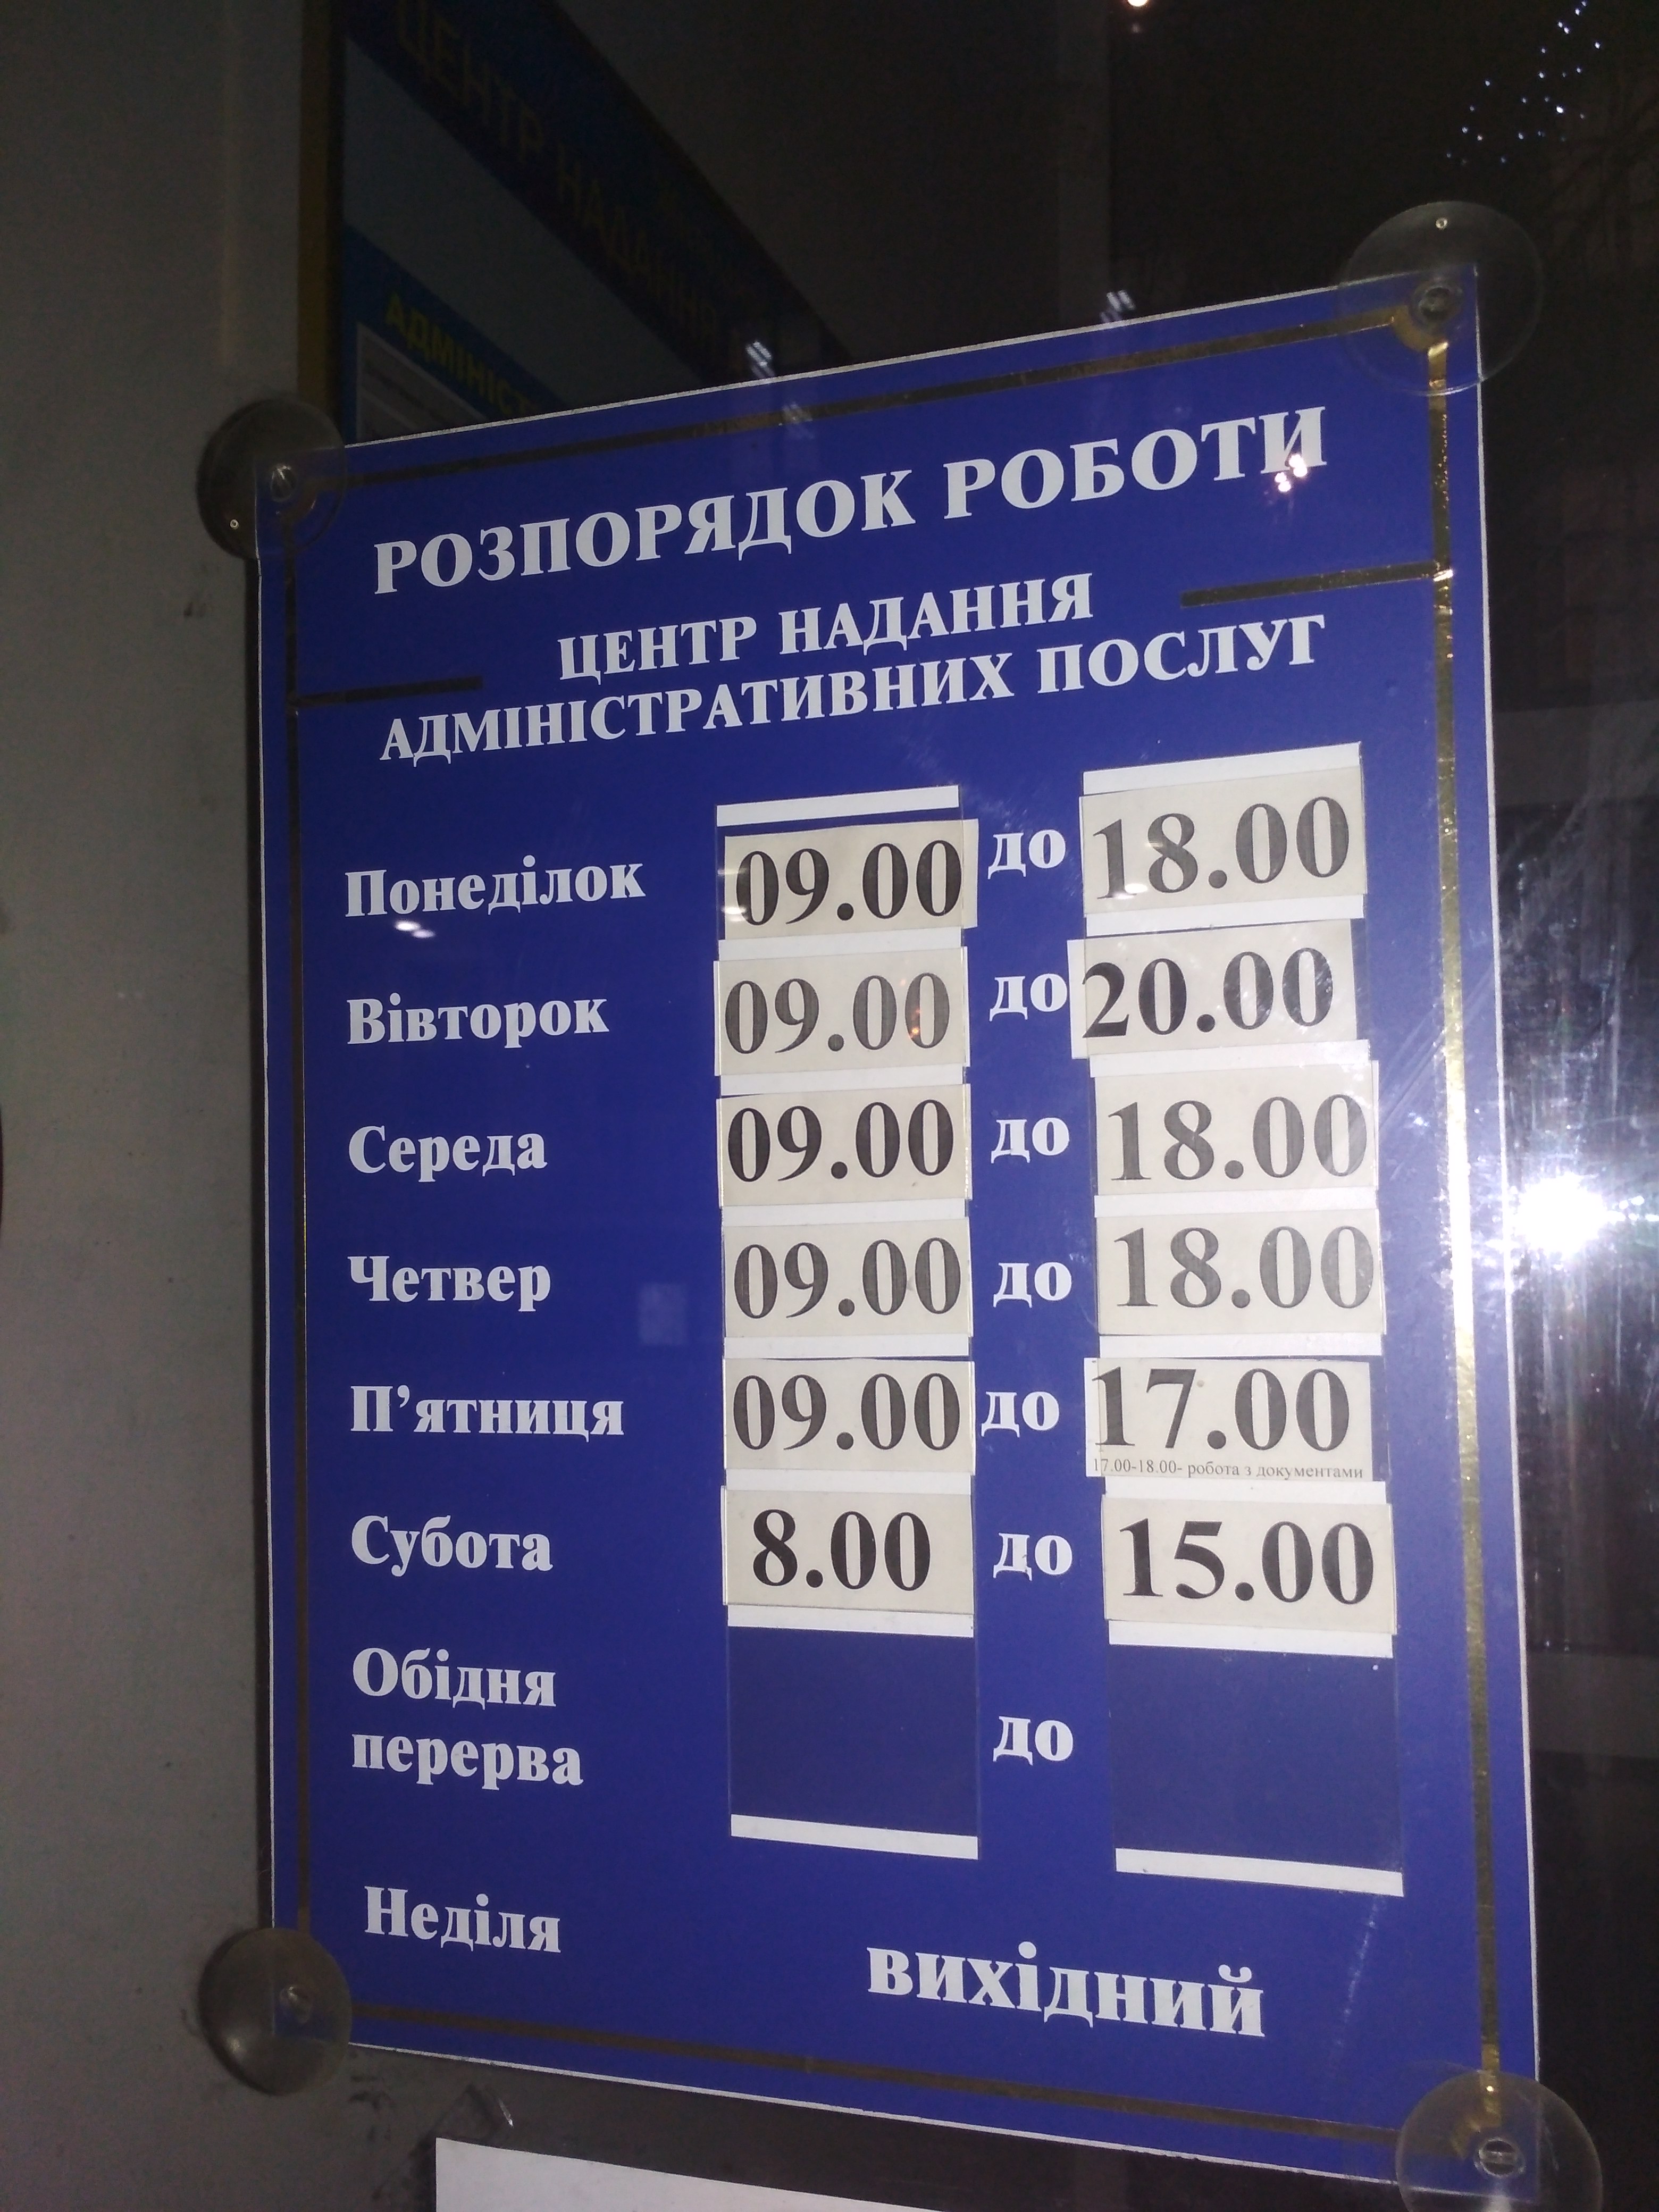 ЦЕНТР НАДАННЯ
РОЗПОРЯДОК РОБОТИ
ЦЕНТР НАДАННЯ
АДМІНІСТРАТИВНИХ ПОСЛУГ
Понеділок 09.00 до 18.00
Вівторок 09.00 до 20.00
Середа 09.00 до 18.00
Четвер 09.00 до 18.00
П’ятниця 09.00 до 17.00
17.00-18.00- робота з документами
Субота 8.00 до 15.00
Обідня
перерва до
Неділя вихідний